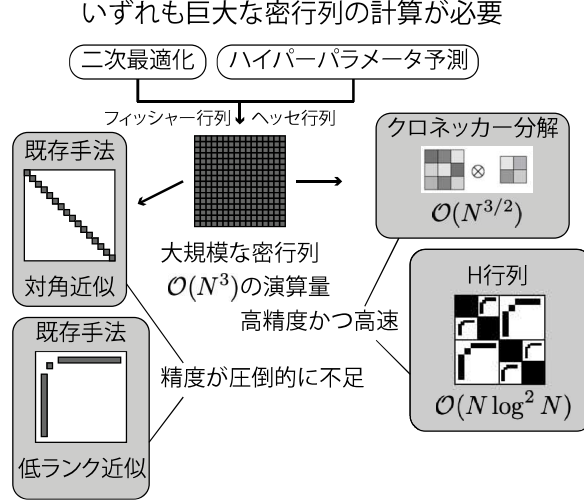 いずれも巨大な密行列の計算が必要
二次最適化
ハイパーパラメータ予測
フィッシャー行列
ヘッセ行列
既存手法
対角近似
大規模な密行列
𝒪(N^{3})の演算量
クロネッカー分解
⊗
𝒪(N^{3/2})
高精度かつ高速
H行列
𝒪(N log^{2} N)
既存手法
低ランク近似
精度が圧倒的に不足